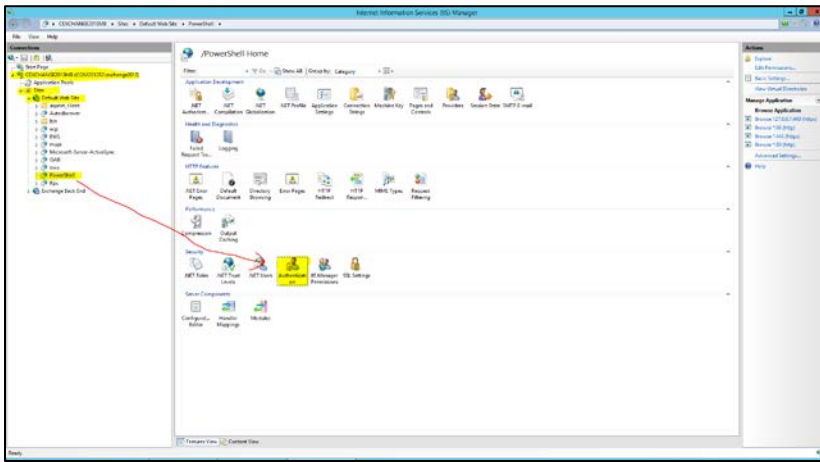 Internet Information Services (IIS) Manager
Sites
Default Web Site
PowerShell
File View Help
Connections
Start Page
Application Pools
Sites
Default Web Site
aspnet_client
Autodiscover
bin
ecp
EWS
mapi
Microsoft-Server-ActiveSync
OAB
owa
PowerShell
Rpc
Exchange Back End
/PowerShell Home
Filter:
Go
Show All
Group by:
Category
Application Development
.NET Compilation
.NET Globalization
.NET Profile
Application Settings
Connection Strings
Machine Key
Pages and Controls
Providers
Session State
SMTP E-mail
Health and Diagnostics
Failed Request Tra...
Logging
HTTP Features
.NET Error Pages
Default Document
Directory Browsing
Error Pages
HTTP Redirect
HTTP Respon...
MIME Types
Request Filtering
Performance
Compression
Output Caching
Security
.NET Roles
.NET Trust Levels
.NET Users
Authentication
IIS Manager Permissions
SSL Settings
Server Components
Configurat... Editor
Handler Mappings
Modules
Features View
Content View
Ready
Actions
Explore
Edit Permissions...
Basic Settings...
View Virtual Directories
Manage Application
Browse Application
Advanced Settings...
Help